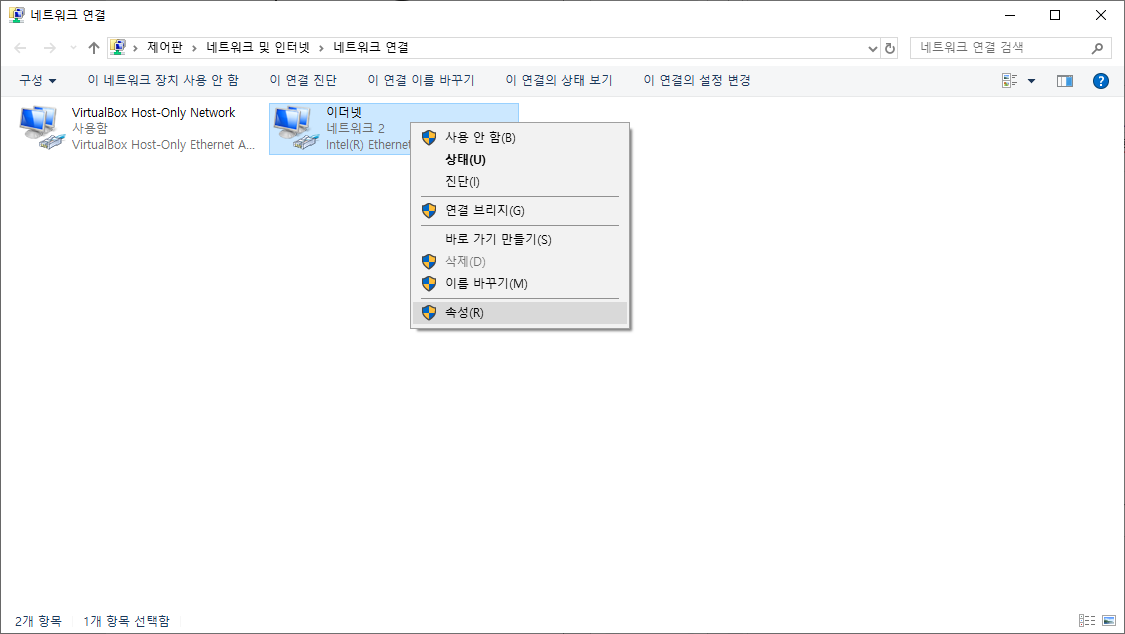 네트워크 연결
제어판 › 네트워크 및 인터넷 › 네트워크 연결
네트워크 연결 검색
구성 이 네트워크 장치 사용 안 함 이 연결 진단 이 연결 이름 바꾸기 이 연결의 상태 보기 이 연결의 설정 변경
VirtualBox Host-Only Network
사용함
VirtualBox Host-Only Ethernet A...
이더넷
네트워크 2
Intel(R) Ethernet
사용 안 함(B)
상태(U)
진단(I)
연결 브리지(G)
바로 가기 만들기(S)
삭제(D)
이름 바꾸기(M)
속성(R)
2개 항목 1개 항목 선택함